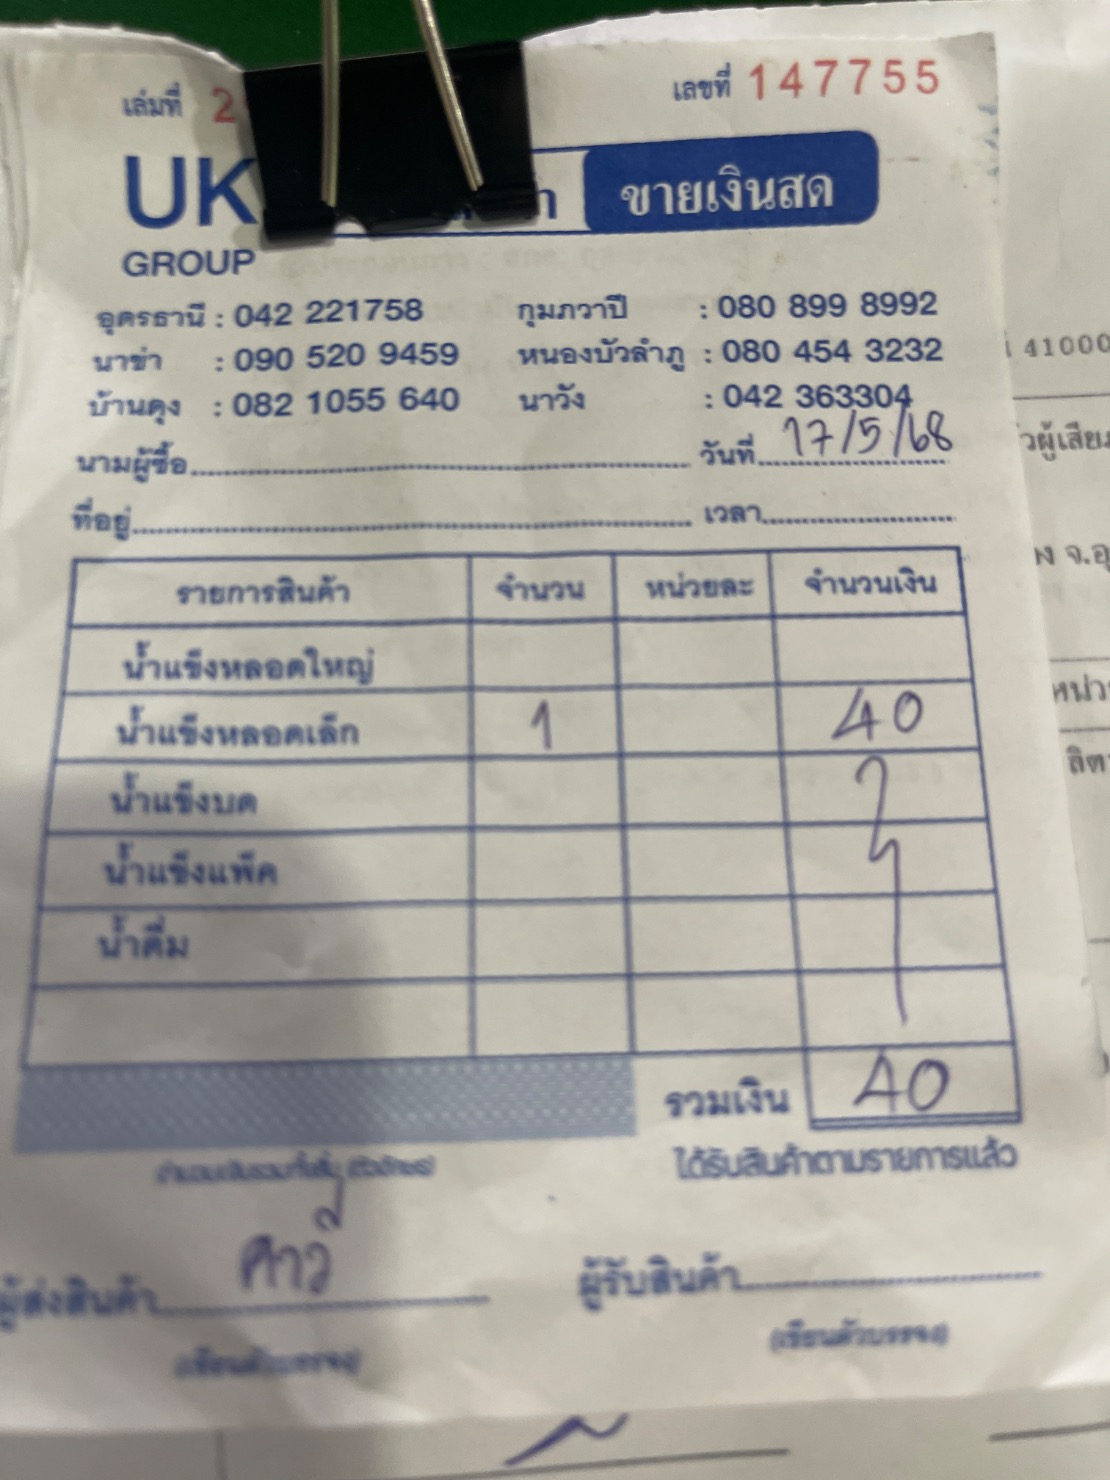 เล่มที่ 2
เลขที่ 147755
UK
GROUP
ขายเงินสด
อุดรธานี : 042 221758 กุมภวาปี : 080 899 8992
นาข่า : 090 520 9459 หนองบัวลำภู : 080 454 3232
บ้านดุง : 082 1055 640 นาวัง : 042 363304
นามผู้ซื้อ วันที่ 17/5/68
ที่อยู่ เวลา
รายการสินค้า จำนวน หน่วยละ จำนวนเงิน
น้ำแข็งหลอดใหญ่
น้ำแข็งหลอดเล็ก 1 40
น้ำแข็งบด
น้ำแข็งแพ็ค
น้ำดื่ม
รวมเงิน 40
ได้รับสินค้าตามรายการแล้ว
ผู้ส่งสินค้า ผู้รับสินค้า
(เขียนตัวบรรจง) (เขียนตัวบรรจง)
41000